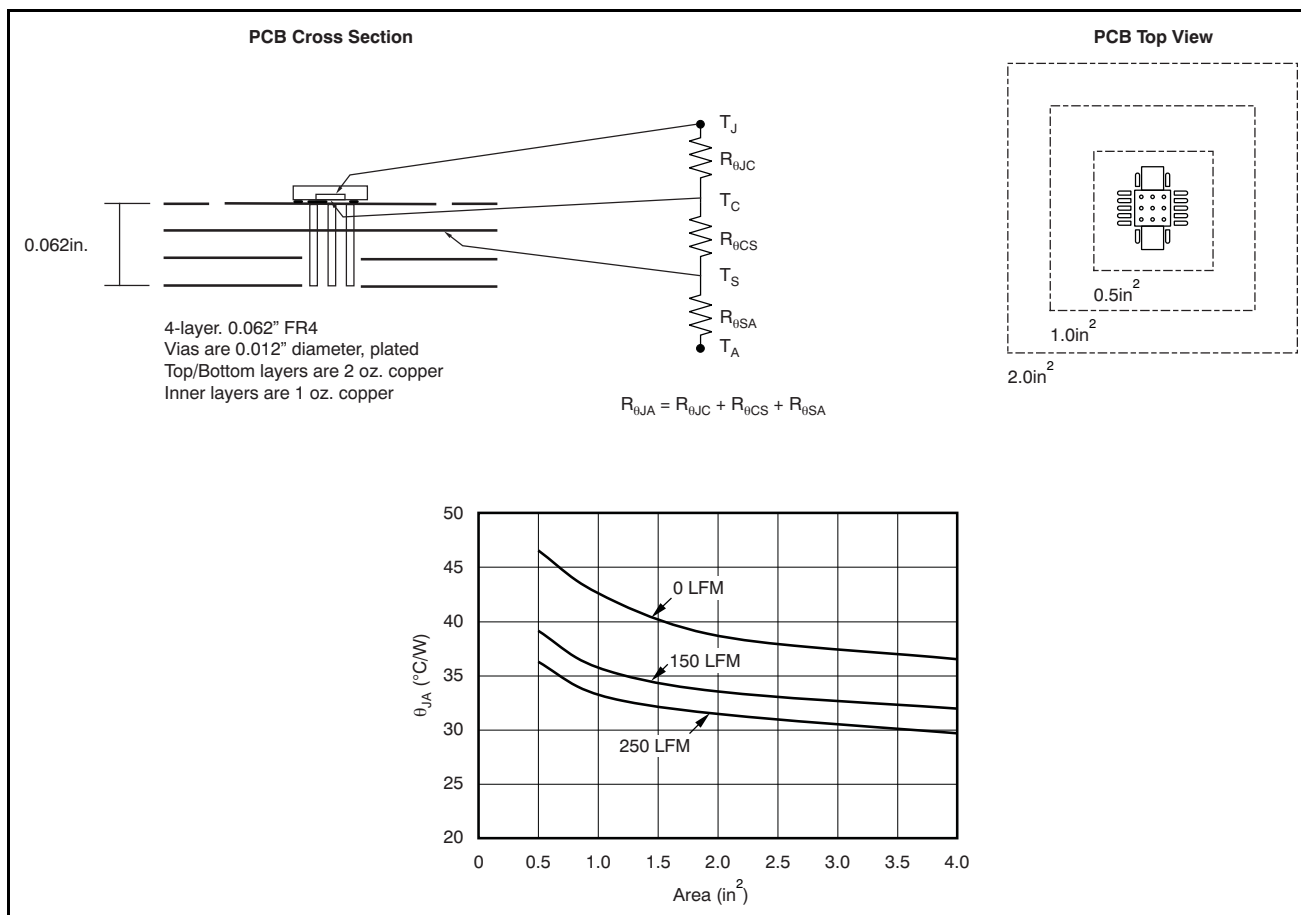 PCB Cross Section
PCB Top View
T_J
R_θJC
T_C
R_θCS
T_S
R_θSA
T_A
0.062in.
4-layer. 0.062” FR4
Vias are 0.012” diameter, plated
Top/Bottom layers are 2 oz. copper
Inner layers are 1 oz. copper
R_θJA = R_θJC + R_θCS + R_θSA
0.5in²
1.0in²
2.0in²
50
45
40
35
30
25
20
θ_JA (°C/W)
0 LFM
150 LFM
250 LFM
0 0.5 1.0 1.5 2.0 2.5 3.0 3.5 4.0
Area (in²)